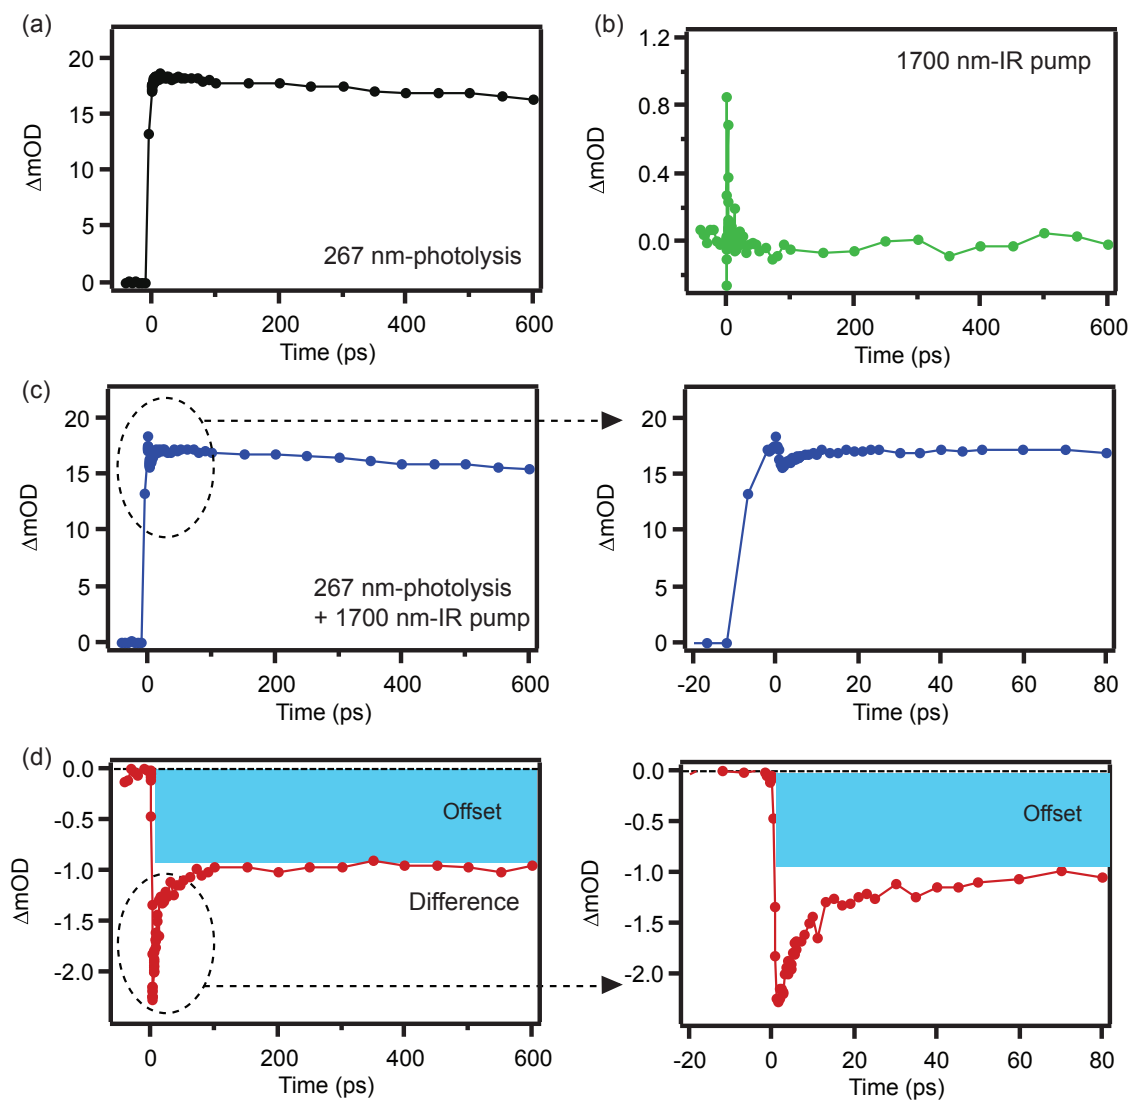 (a)
20
15
10
5
0
ΔmOD
267 nm-photolysis
0
200
400
600
Time (ps)
(b)
1.2
0.8
0.4
0.0
ΔmOD
1700 nm-IR pump
0
200
400
600
Time (ps)
(c)
20
15
10
5
0
ΔmOD
267 nm-photolysis
+ 1700 nm-IR pump
0
200
400
600
Time (ps)
20
15
10
5
0
ΔmOD
-20
0
20
40
60
80
Time (ps)
(d)
0.0
-0.5
-1.0
-1.5
-2.0
ΔmOD
Offset
Difference
0
200
400
600
Time (ps)
0.0
-0.5
-1.0
-1.5
-2.0
ΔmOD
Offset
-20
0
20
40
60
80
Time (ps)